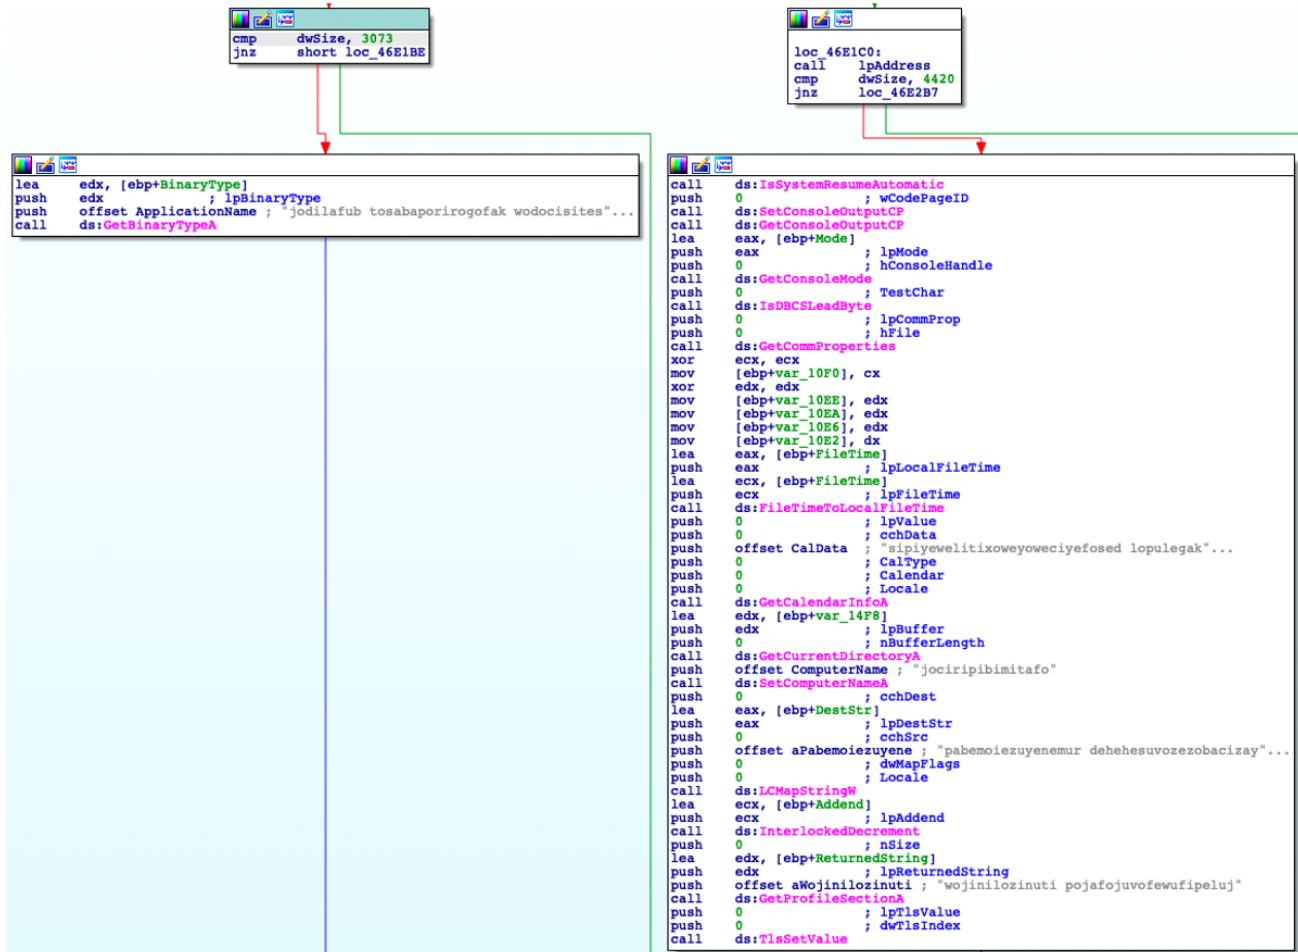 cmp dwSize, 3073
jnz short loc_46E1BE
lea edx, [ebp+BinaryType]
push edx ; lpBinaryType
push offset ApplicationName ; "jodilafub tosabaporirogofak wodocisites"...
call ds:GetBinaryTypeA
loc_46E1C0:
call lpAddress
cmp dwSize, 4420
jnz loc_46E2B7
call ds:IsSystemResumeAutomatic
push 0 ; wCodePageID
call ds:SetConsoleOutputCP
call ds:GetConsoleOutputCP
lea eax, [ebp+Mode]
push eax ; lpMode
push 0 ; hConsoleHandle
call ds:GetConsoleMode
push 0 ; TestChar
call ds:IsDBCSLeadByte
push 0 ; lpCommProp
push 0 ; hFile
call ds:GetCommProperties
xor ecx, ecx
mov [ebp+var_10F0], cx
xor edx, edx
mov [ebp+var_10EE], edx
mov [ebp+var_10EA], edx
mov [ebp+var_10E6], edx
mov [ebp+var_10E2], dx
lea eax, [ebp+FileTime]
push eax ; lpLocalFileTime
lea ecx, [ebp+FileTime]
push ecx ; lpFileTime
call ds:FileTimeToLocalFileTime
push 0 ; lpValue
push 0 ; cchData
push offset CalData ; "sipiyewelitixoweyoweciyefosed lopulegak"...
push 0 ; CalType
push 0 ; Calendar
push 0 ; Locale
call ds:GetCalendarInfoA
lea edx, [ebp+var_14F8]
push edx ; lpBuffer
push 0 ; nBufferLength
call ds:GetCurrentDirectoryA
push offset ComputerName ; "jociripibimitafo"
call ds:SetComputerNameA
push 0 ; cchDest
lea eax, [ebp+DestStr]
push eax ; lpDestStr
push 0 ; cchSrc
push offset aPabemoiezuyene ; "pabemoiezuyenemur dehehesuvozezobacizay"...
push 0 ; dwMapFlags
push 0 ; Locale
call ds:LCMapStringW
lea ecx, [ebp+Addend]
push ecx ; lpAddend
call ds:InterlockedDecrement
push 0 ; nSize
lea edx, [ebp+ReturnedString]
push edx ; lpReturnedString
push offset aWojinilozinuti ; "wojinilozinuti pojafojuvofewufipeluj"
call ds:GetProfileSectionA
push 0 ; lpTlsValue
push 0 ; dwTlsIndex
call ds:TlsSetValue